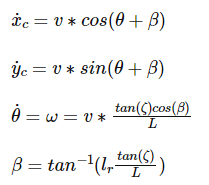 ẋ_c = v * cos(θ + β)
ẏ_c = v * sin(θ + β)
θ̇ = ω = v * tan(ζ)cos(β)/L
β = tan⁻¹(l_r tan(ζ)/L)